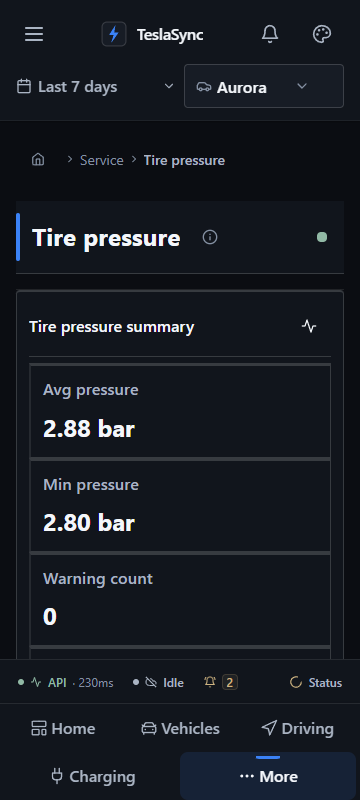 TeslaSync
Last 7 days
Aurora
Service
Tire pressure
Tire pressure
Tire pressure summary
Avg pressure
2.88 bar
Min pressure
2.80 bar
Warning count
0
API · 230ms
Idle
2
Status
Home
Vehicles
Driving
Charging
More